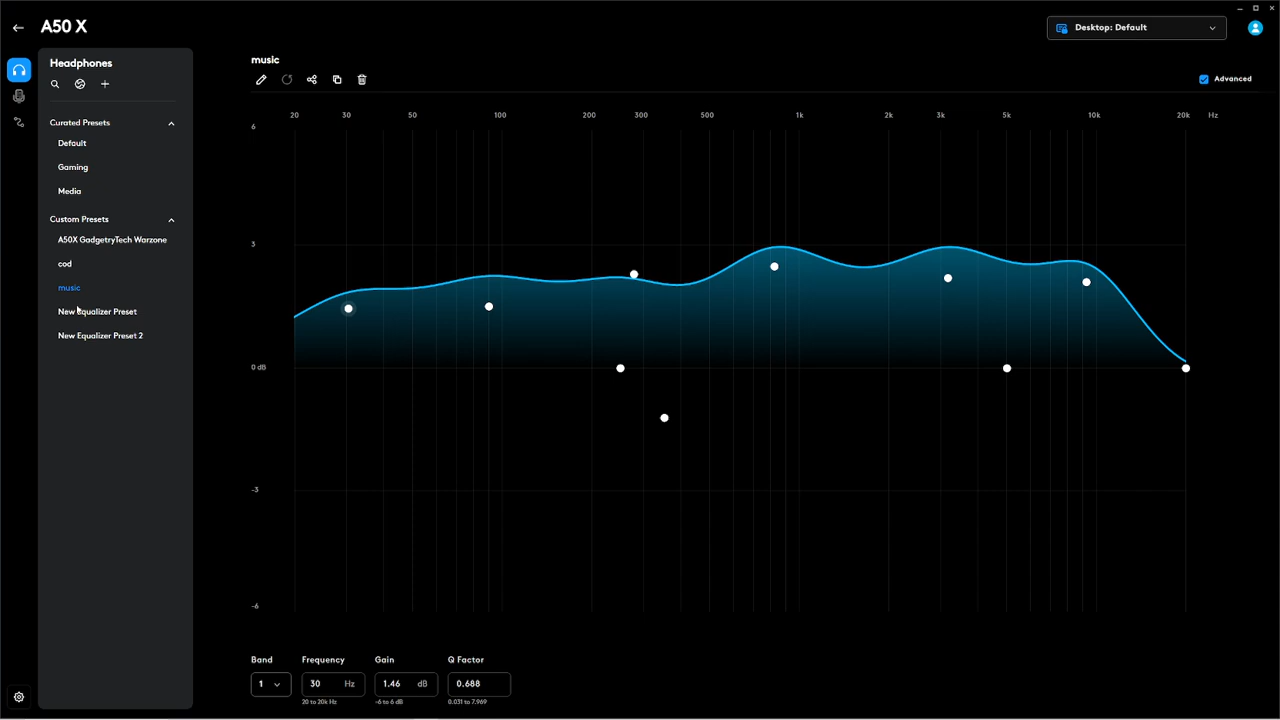 A50 X
Desktop: Default
Headphones
Curated Presets
Default
Gaming
Media
Custom Presets
A50X GadgetryTech Warzone
cod
music
New Equalizer Preset
New Equalizer Preset 2
music
Advanced
20 30 50 100 200 300 500 1k 2k 3k 5k 10k 20k Hz
6
3
0 dB
-3
-6
Band Frequency Gain Q Factor
1 30 Hz 1.46 dB 0.688
20 to 20k Hz -6 to 6 dB 0.031 to 7.969